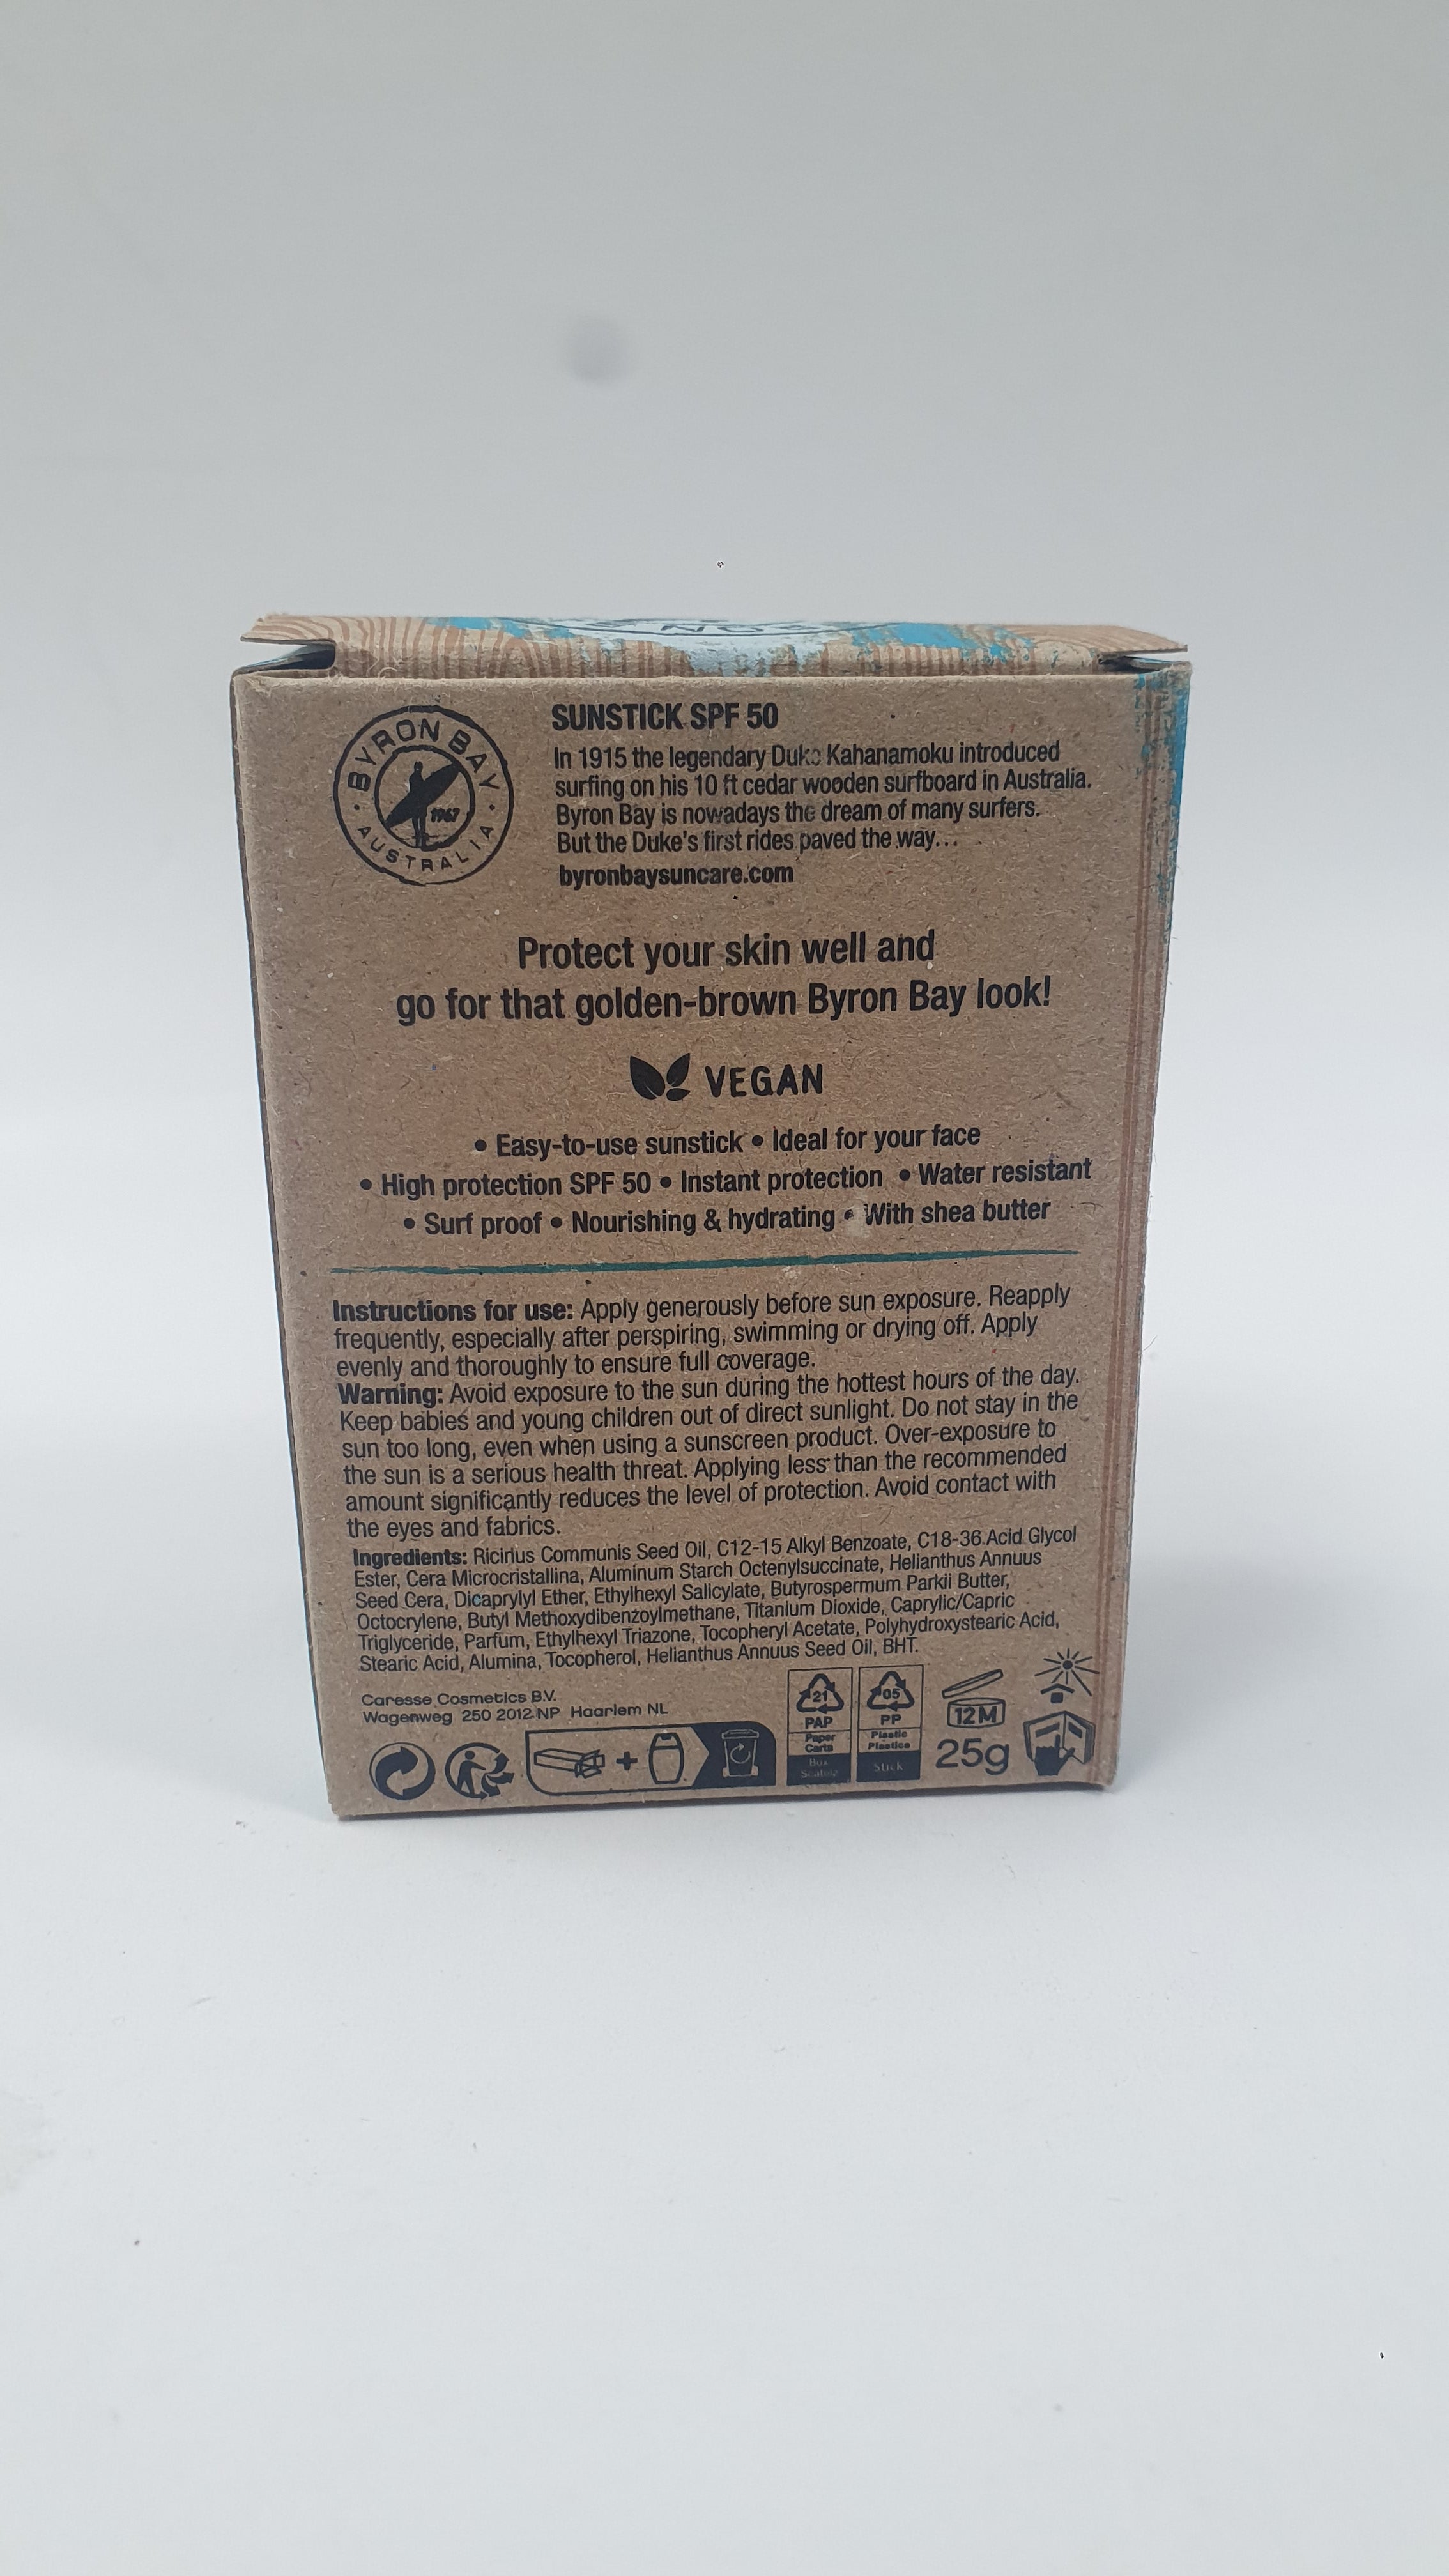 BYRON BAY
1967
AUSTRALIA
SUNSTICK SPF 50
In 1915 the legendary Duke Kahanamoku introduced
surfing on his 10 ft cedar wooden surfboard in Australia.
Byron Bay is nowadays the dream of many surfers.
But the Duke's first rides paved the way...
byronbaysuncare.com
Protect your skin well and
go for that golden-brown Byron Bay look!
VEGAN
• Easy-to-use sunstick • Ideal for your face
• High protection SPF 50 • Instant protection • Water resistant
• Surf proof • Nourishing & hydrating • With shea butter
Instructions for use: Apply generously before sun exposure. Reapply
frequently, especially after perspiring, swimming or drying off. Apply
evenly and thoroughly to ensure full coverage.
Warning: Avoid exposure to the sun during the hottest hours of the day.
Keep babies and young children out of direct sunlight. Do not stay in the
sun too long, even when using a sunscreen product. Over-exposure to
the sun is a serious health threat. Applying less than the recommended
amount significantly reduces the level of protection. Avoid contact with
the eyes and fabrics.
Ingredients: Ricinus Communis Seed Oil, C12-15 Alkyl Benzoate, C18-36 Acid Glycol
Ester, Cera Microcristallina, Aluminum Starch Octenylsuccinate, Helianthus Annuus
Seed Cera, Dicaprylyl Ether, Ethylhexyl Salicylate, Butyrospermum Parkii Butter,
Octocrylene, Butyl Methoxydibenzoylmethane, Titanium Dioxide, Caprylic/Capric
Triglyceride, Parfum, Ethylhexyl Triazone, Tocopheryl Acetate, Polyhydroxystearic Acid,
Stearic Acid, Alumina, Tocopherol, Helianthus Annuus Seed Oil, BHT.
Caresse Cosmetics B.V.
Wagenweg 250 2012 NP Haarlem NL
21
PAP
Paper
Carta
Box
05
PP
Plastic
Plastica
Stick
12M
25g